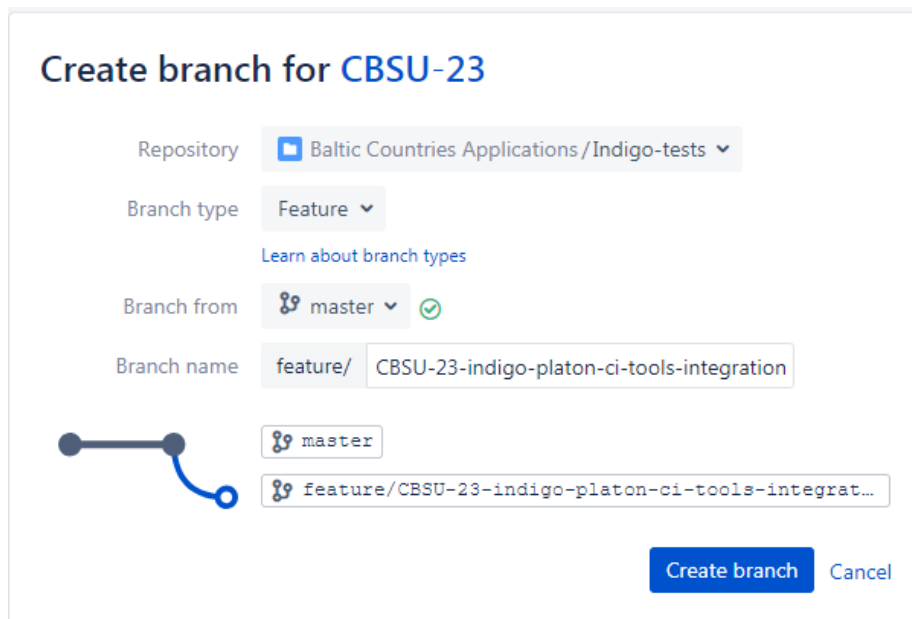 Create branch for CBSU-23
Repository Baltic Countries Applications/Indigo-tests
Branch type Feature
Learn about branch types
Branch from master
Branch name feature/ CBSU-23-indigo-platon-ci-tools-integration
master
feature/CBSU-23-indigo-platon-ci-tools-integrat…
Create branch Cancel